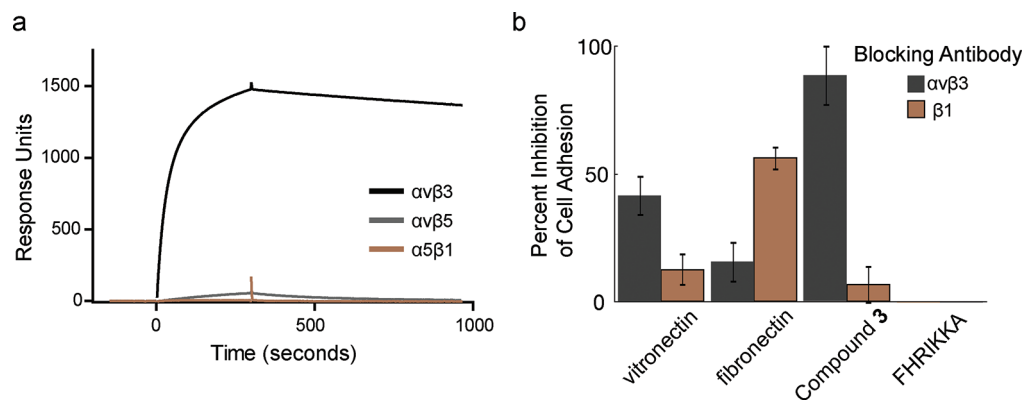 a
Response Units
1500
1000
500
0
αvβ3
αvβ5
α5β1
0
500
1000
Time (seconds)
b
Percent Inhibition
of Cell Adhesion
100
50
0
Blocking Antibody
αvβ3
β1
vitronectin
fibronectin
Compound 3
FHRIKKA